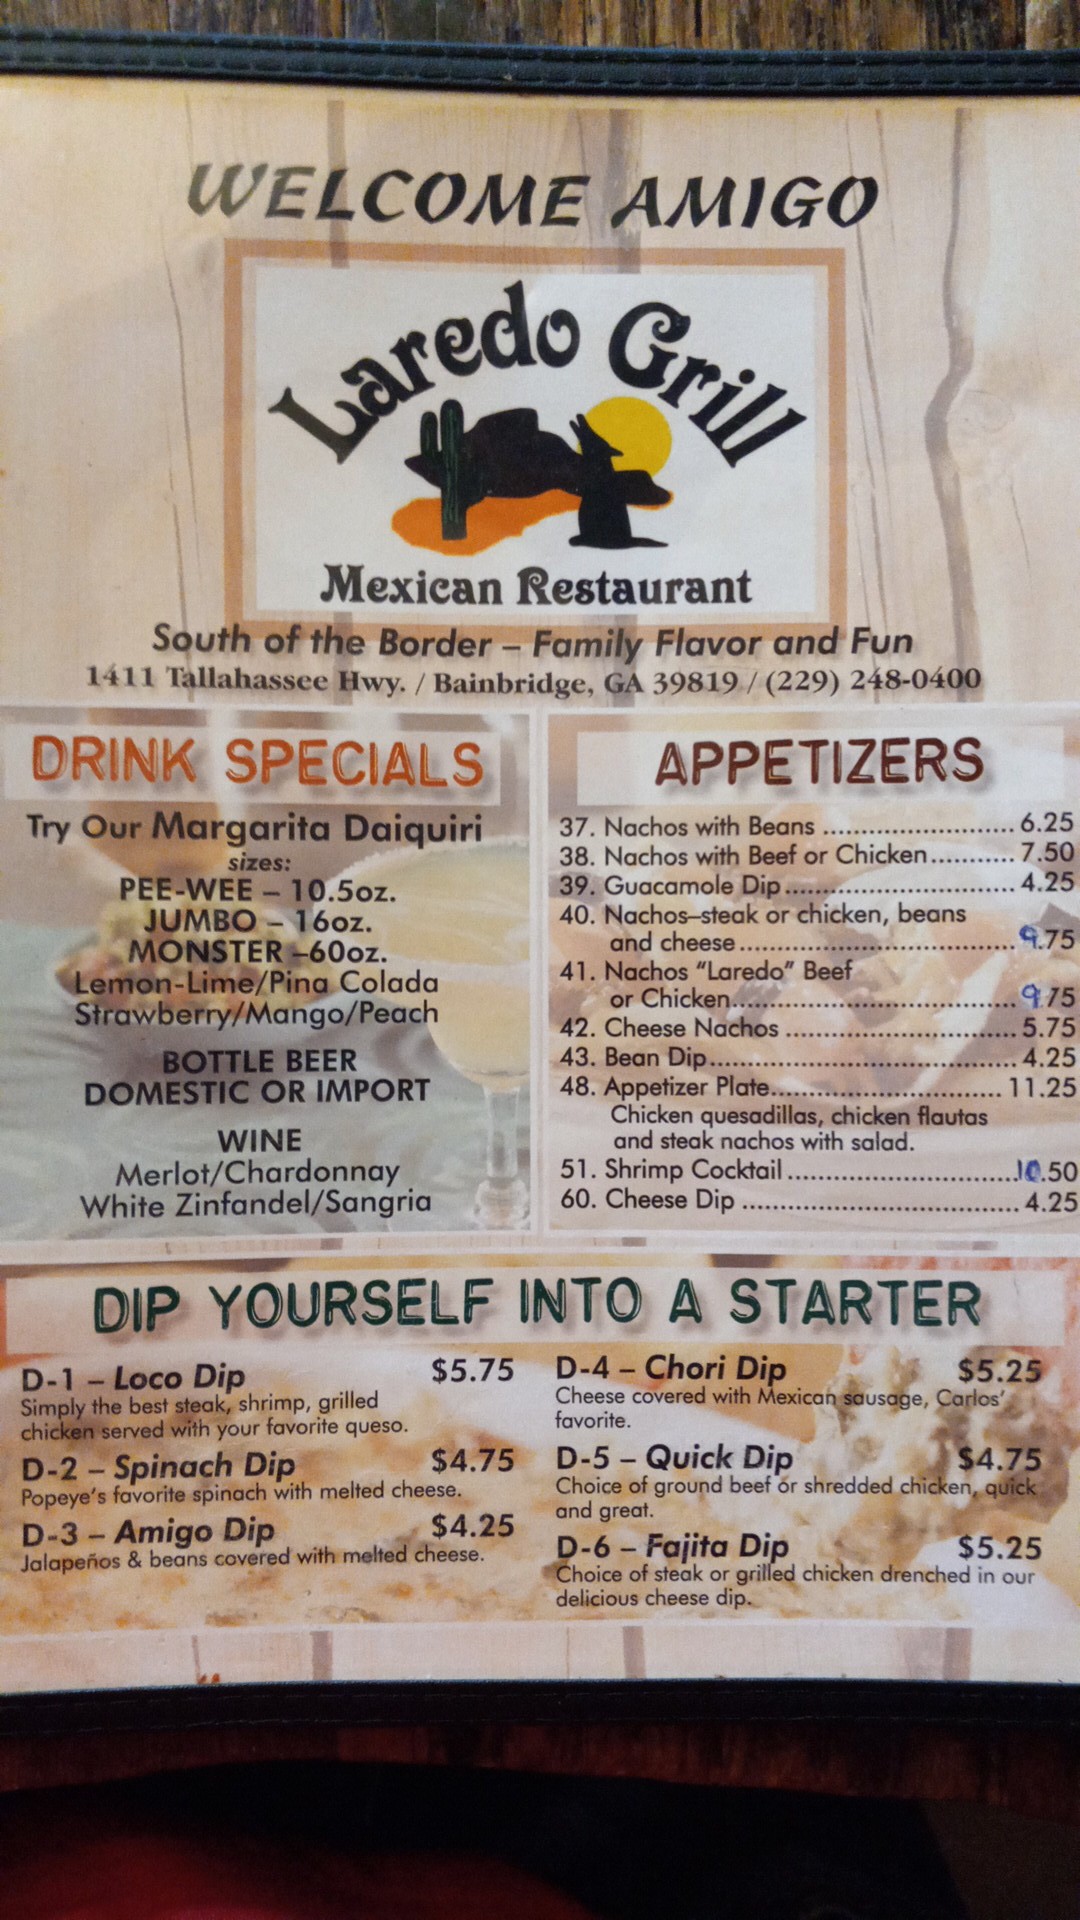 WELCOME AMIGO
Laredo Grill
Mexican Restaurant
South of the Border – Family Flavor and Fun
1411 Tallahassee Hwy. / Bainbridge, GA 39819 / (229) 248-0400
DRINK SPECIALS
Try Our Margarita Daiquiri
sizes:
PEE-WEE – 10.5oz.
JUMBO – 16oz.
MONSTER –60oz.
Lemon-Lime/Pina Colada
Strawberry/Mango/Peach
BOTTLE BEER
DOMESTIC OR IMPORT
WINE
Merlot/Chardonnay
White Zinfandel/Sangria
APPETIZERS
37. Nachos with Beans ........................ 6.25
38. Nachos with Beef or Chicken........... 7.50
39. Guacamole Dip ............................. 4.25
40. Nachos–steak or chicken, beans
and cheese ................................... 9.75
41. Nachos “Laredo” Beef
or Chicken.................................... 9.75
42. Cheese Nachos ............................. 5.75
43. Bean Dip....................................... 4.25
48. Appetizer Plate............................. 11.25
Chicken quesadillas, chicken flautas
and steak nachos with salad.
51. Shrimp Cocktail .............................10.50
60. Cheese Dip ................................... 4.25
DIP YOURSELF INTO A STARTER
D-1 – Loco Dip $5.75
Simply the best steak, shrimp, grilled
chicken served with your favorite queso.
D-2 – Spinach Dip $4.75
Popeye’s favorite spinach with melted cheese.
D-3 – Amigo Dip $4.25
Jalapeños & beans covered with melted cheese.
D-4 – Chori Dip $5.25
Cheese covered with Mexican sausage, Carlos’
favorite.
D-5 – Quick Dip $4.75
Choice of ground beef or shredded chicken, quick
and great.
D-6 – Fajita Dip $5.25
Choice of steak or grilled chicken drenched in our
delicious cheese dip.